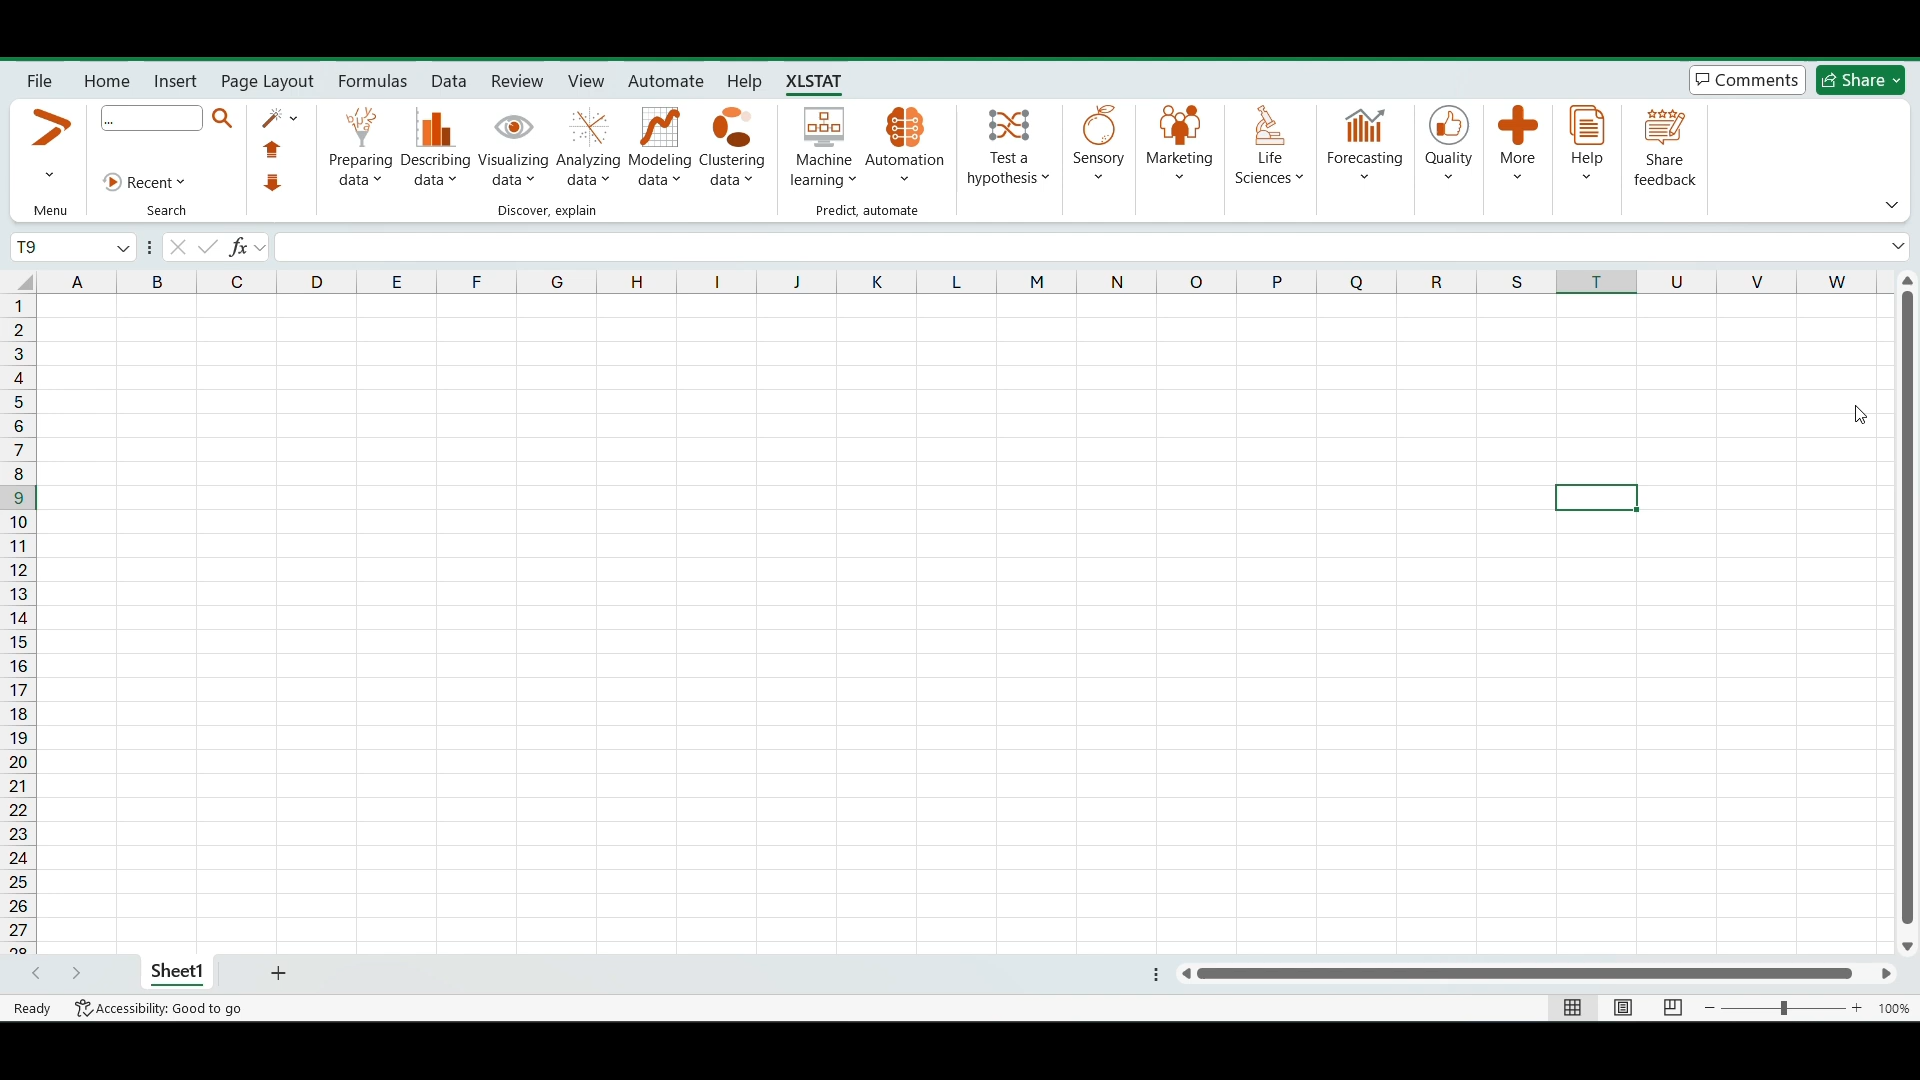 File Home Insert Page Layout Formulas Data Review View Automate Help XLSTAT Comments Share
...
Recent
Menu
Search
Preparing data
Describing data
Visualizing data
Analyzing data
Modeling data
Clustering data
Discover, explain
Machine learning
Automation
Predict, automate
Test a hypothesis
Sensory
Marketing
Life Sciences
Forecasting
Quality
More
Help
Share feedback
T9
fx
A B C D E F G H I J K L M N O P Q R S T U V W
1
2
3
4
5
6
7
8
9
10
11
12
13
14
15
16
17
18
19
20
21
22
23
24
25
26
27
28
Sheet1
Ready Accessibility: Good to go 100%